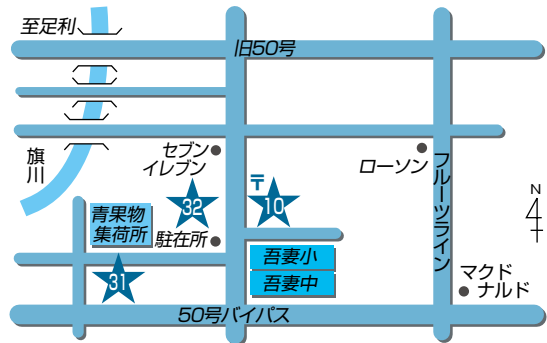 至足利
旧50号
旗川
セブン
イレブン
ローソン
フルーツライン
〒
32
10
青果物
集荷所
駐在所
吾妻小
吾妻中
31
マクド
ナルド
50号バイパス
N
4